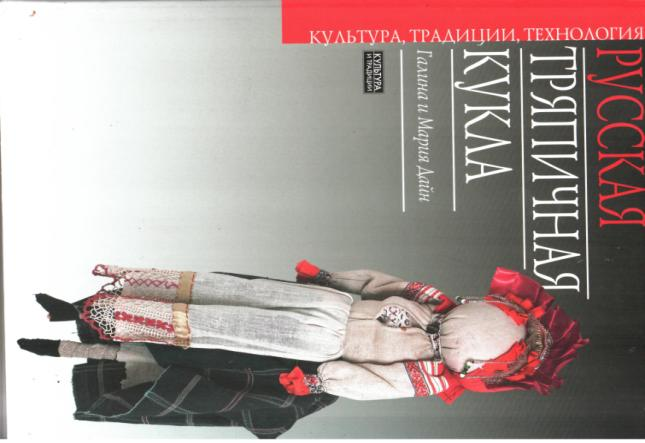 КУЛЬТУРА, ТРАДИЦИИ, ТЕХНОЛОГИЯ
РУССКАЯ
ТРЯПИЧНАЯ
КУКЛА
Галина и Мария Дайн
КУЛЬТУРА
И ТРАДИЦИИ